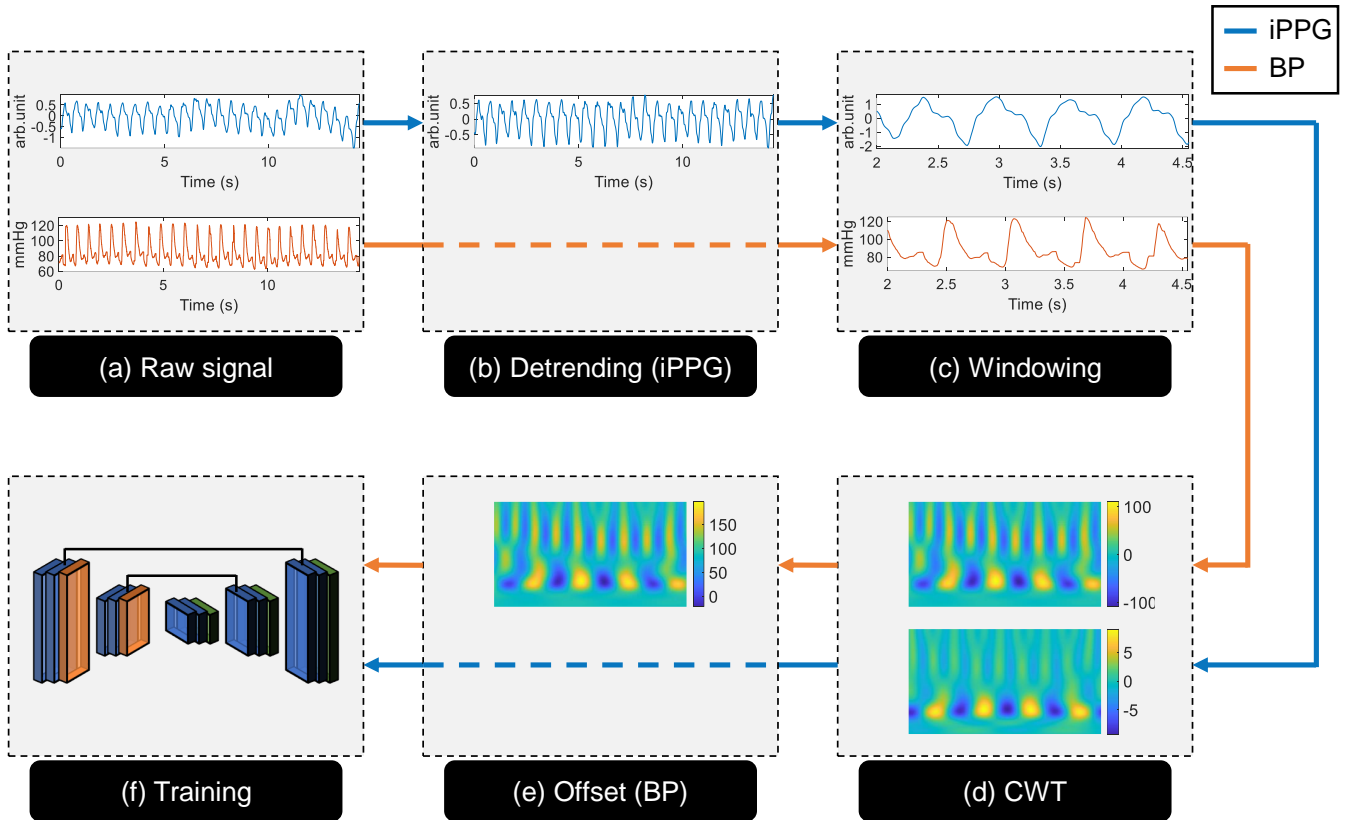 iPPG
BP
arb.unit
0.5
0
-0.5
-1
0 5 10
Time (s)
mmHg
120
100
80
60
0 5 10
Time (s)
(a) Raw signal
arb.unit
0.5
0
-0.5
0 5 10
Time (s)
(b) Detrending (iPPG)
arb.unit
1
0
-1
-2
2 2.5 3 3.5 4 4.5
Time (s)
mmHg
120
100
80
2 2.5 3 3.5 4 4.5
Time (s)
(c) Windowing
(f) Training
150
100
50
0
(e) Offset (BP)
100
0
-100
5
0
-5
(d) CWT